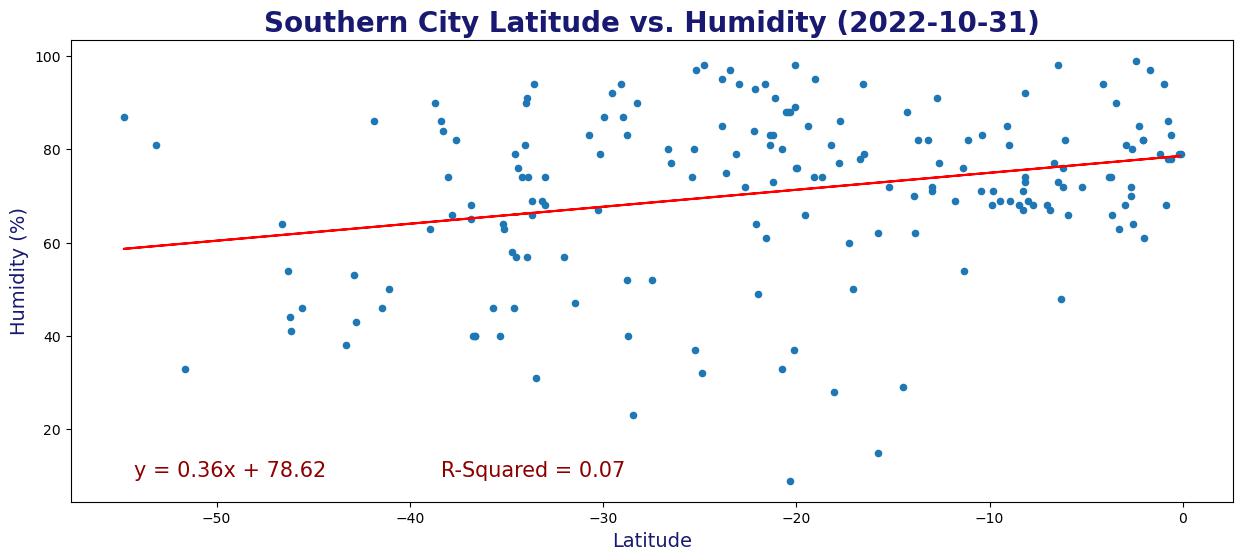 Southern City Latitude vs. Humidity (2022-10-31)
100
80
60
40
20
Humidity (%)
y = 0.36x + 78.62 R-Squared = 0.07
−50 −40 −30 −20 −10 0
Latitude